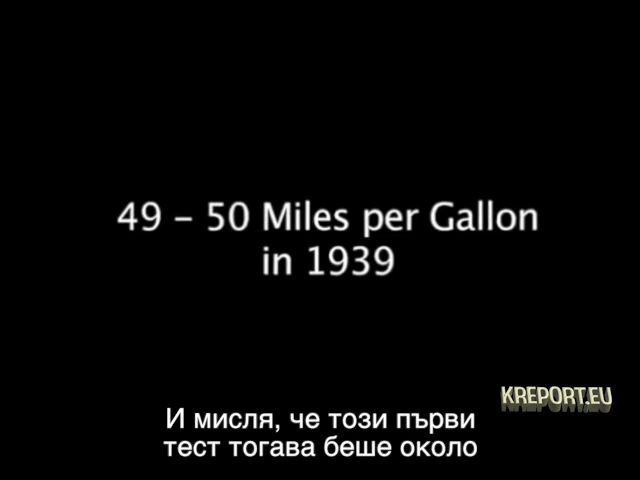 49 – 50 Miles per Gallon
in 1939
KREPORT.EU
И мисля, че този първи
тест тогава беше около